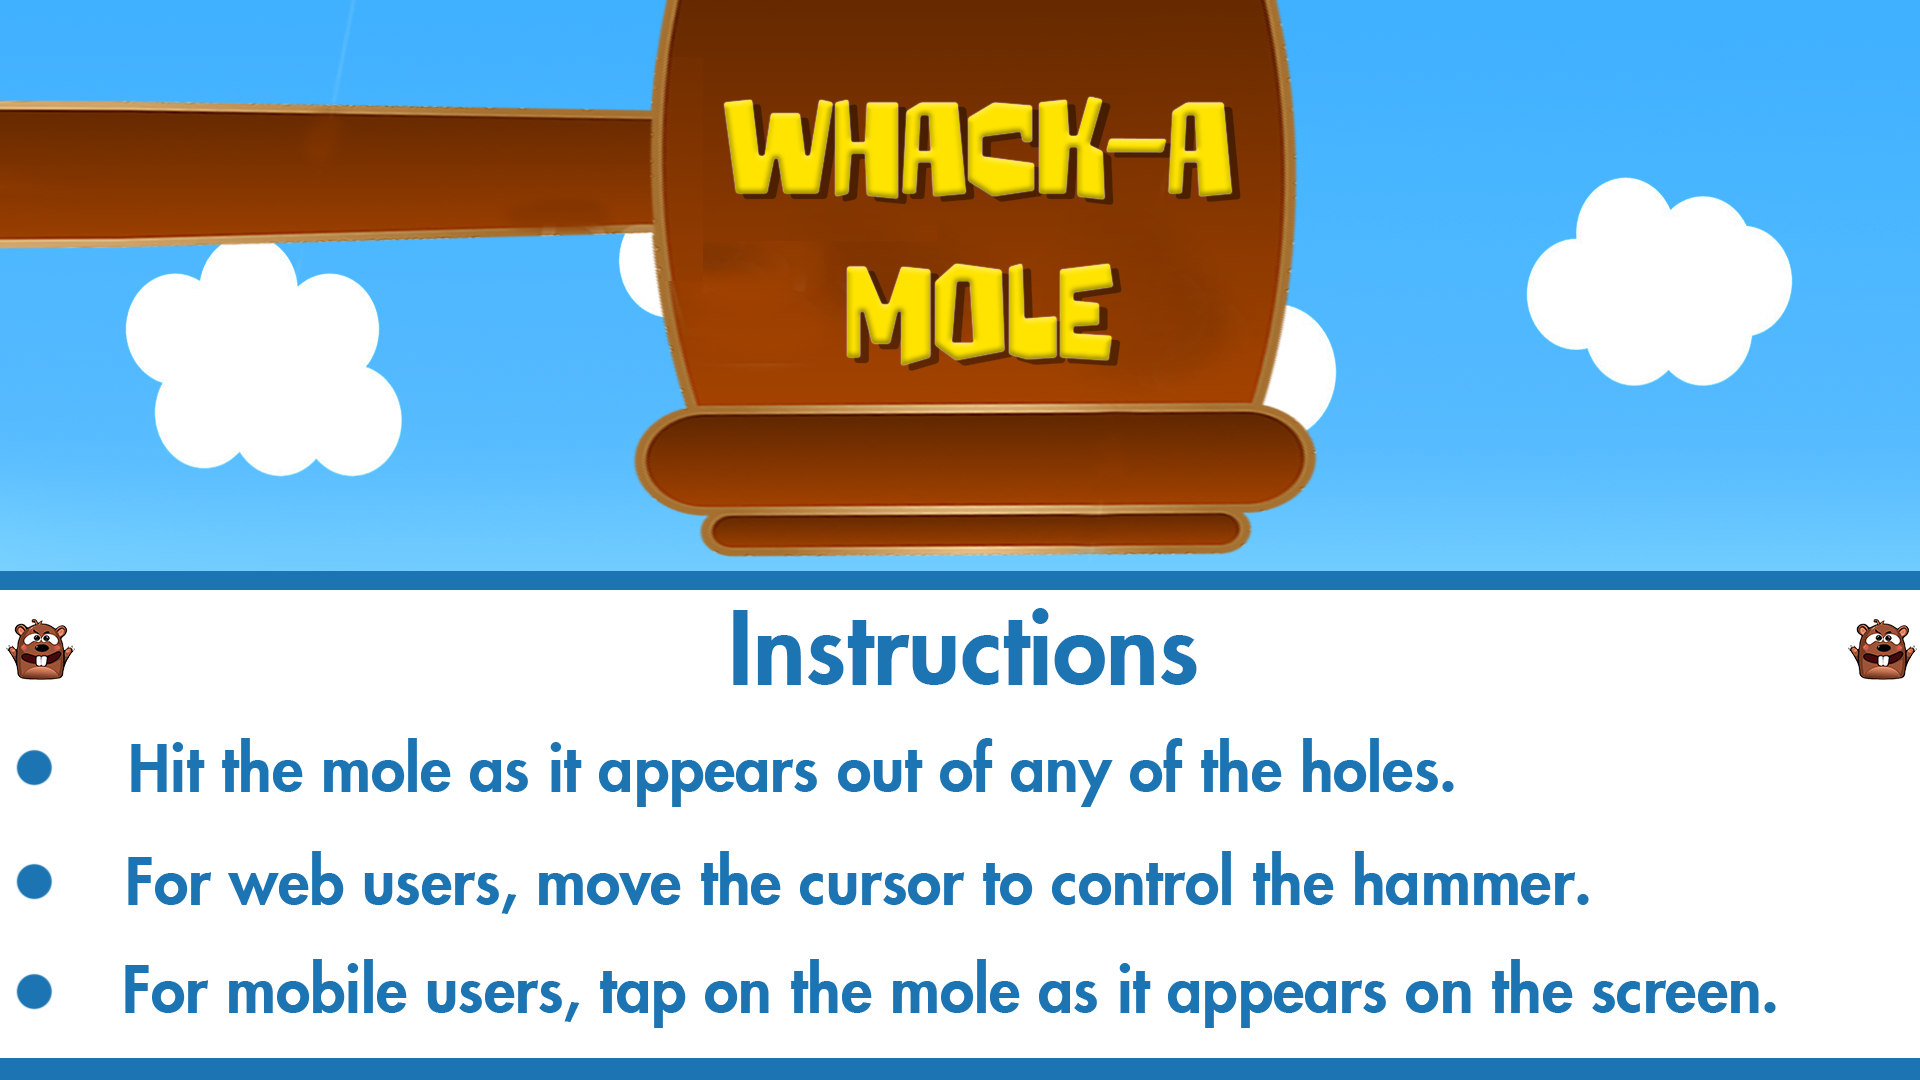 WHACK-A
MOLE
Instructions
Hit the mole as it appears out of any of the holes.
For web users, move the cursor to control the hammer.
For mobile users, tap on the mole as it appears on the screen.